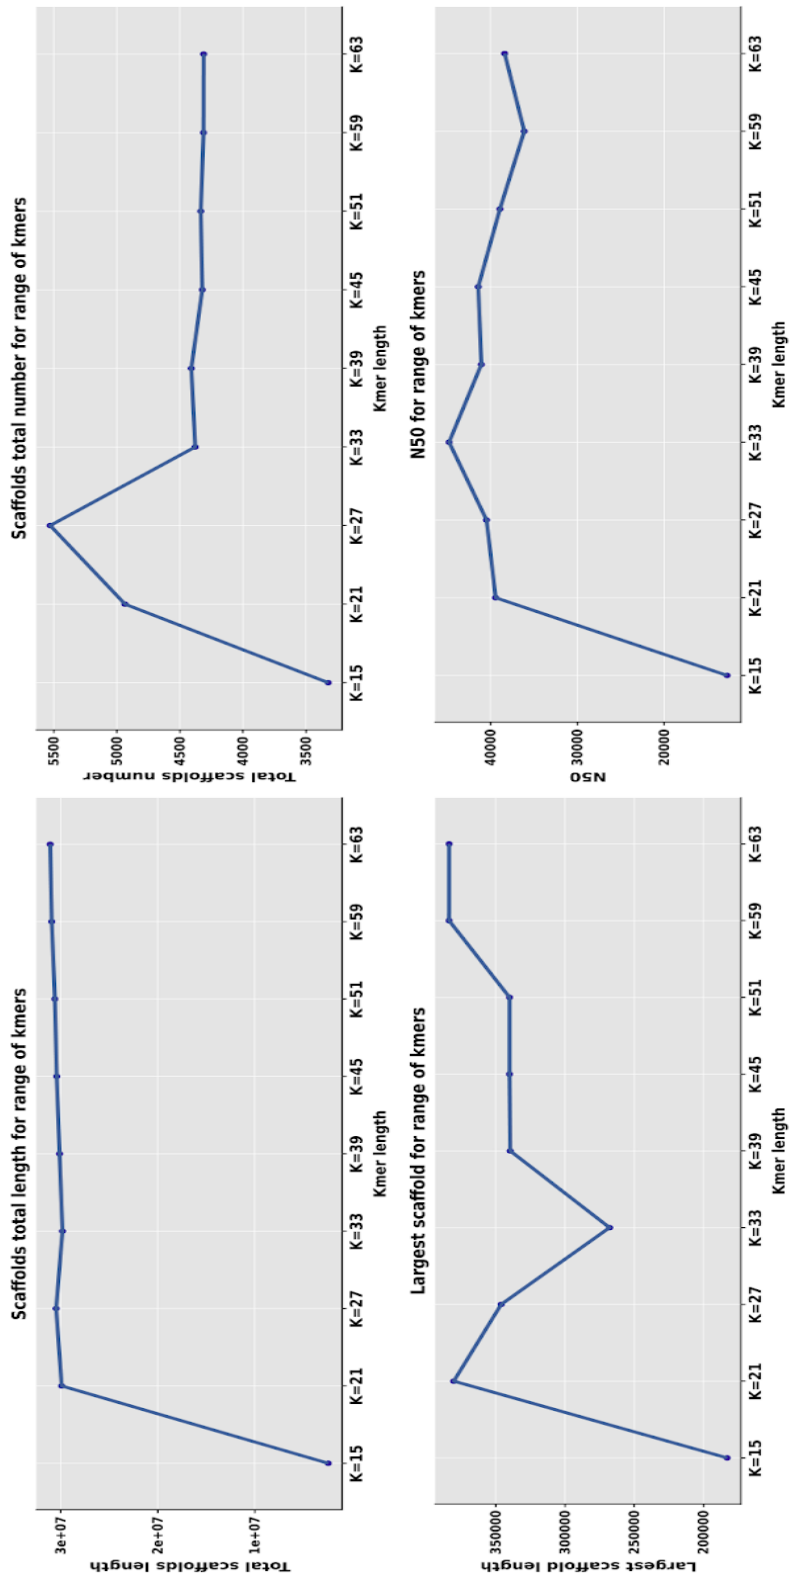 Scaffolds total length for range of kmers
Total scaffolds length
3e+07
2e+07
1e+07
K=15 K=21 K=27 K=33 K=39 K=45 K=51 K=59 K=63
Kmer length
Scaffolds total number for range of kmers
Total scaffolds number
5500
5000
4500
4000
3500
K=15 K=21 K=27 K=33 K=39 K=45 K=51 K=59 K=63
Kmer length
Largest scaffold for range of kmers
Largest scaffold length
350000
300000
250000
200000
K=15 K=21 K=27 K=33 K=39 K=45 K=51 K=59 K=63
Kmer length
N50 for range of kmers
N50
40000
30000
20000
K=15 K=21 K=27 K=33 K=39 K=45 K=51 K=59 K=63
Kmer length